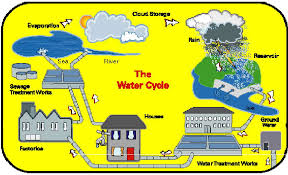 Cloud Storage
Evaporation
Rain
Reservoir
Sea
River
The
Water Cycle
Sewage
Treatment Works
Ground
Water
Houses
Factories
Water Treatment Works